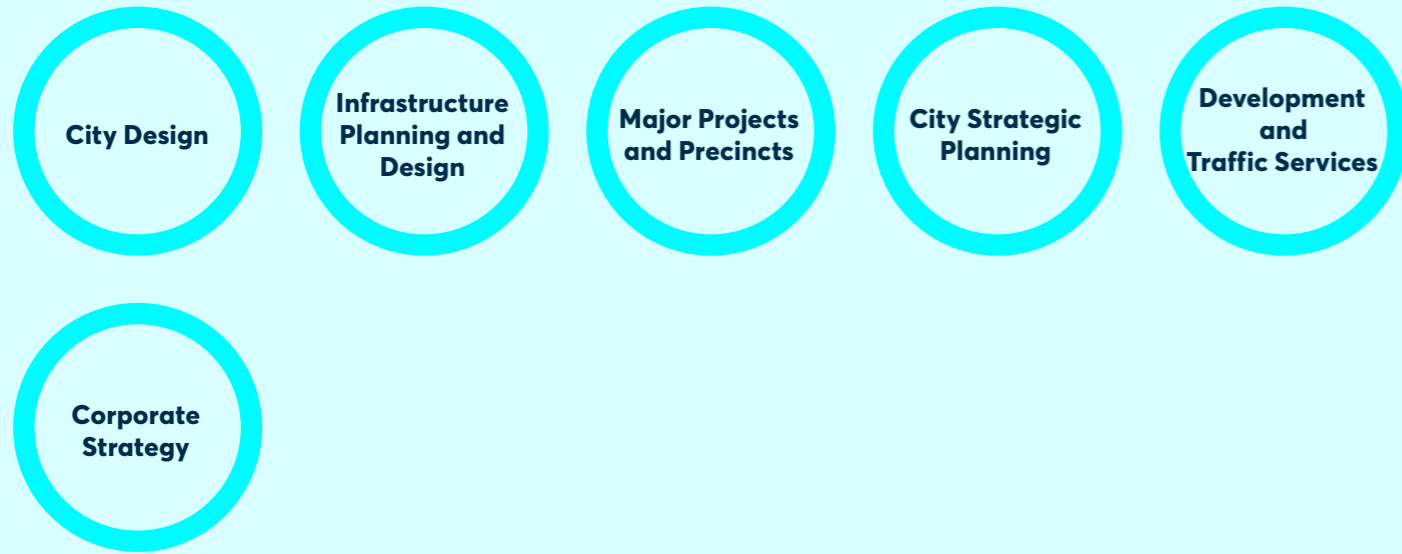 City Design
Infrastructure
Planning and
Design
Major Projects
and Precincts
City Strategic
Planning
Development
and
Traffic Services
Corporate
Strategy